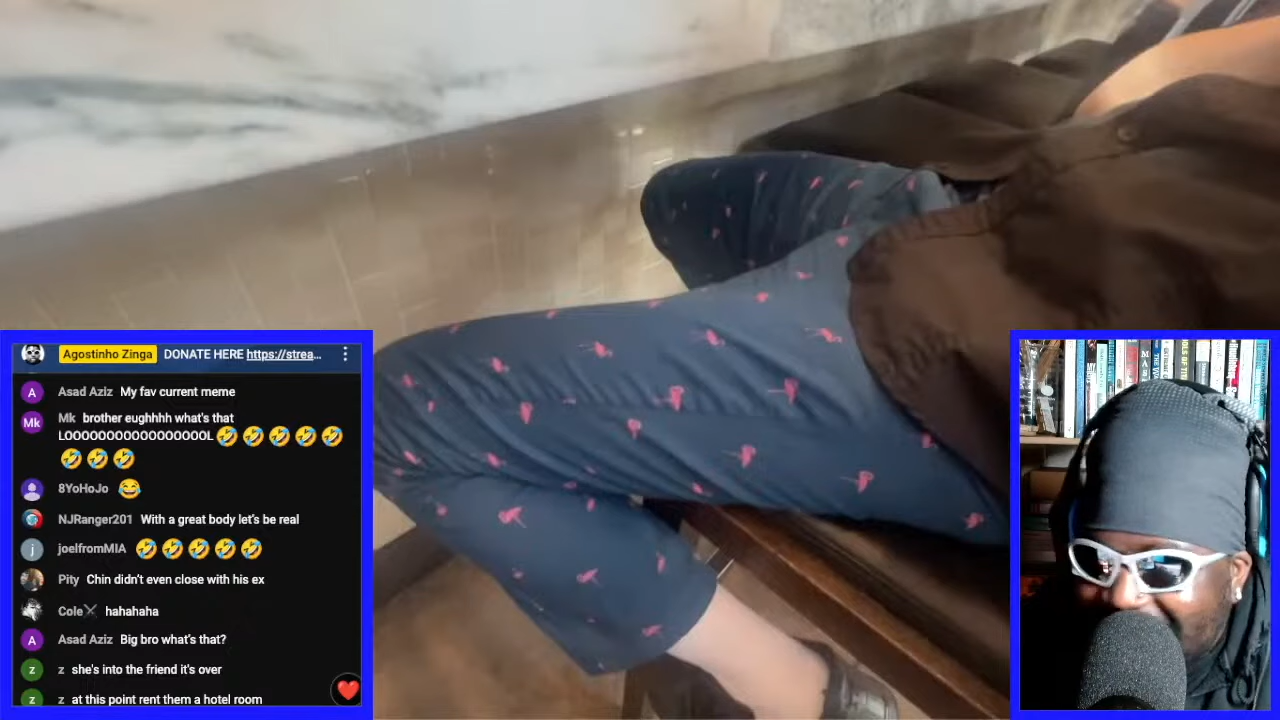 Agostinho Zinga DONATE HERE https://strea...
A Asad Aziz My fav current meme
Mk Mk brother eughhhh what's that
LOOOOOOOOOOOOOOOOOL 🤣🤣🤣🤣🤣
🤣🤣🤣
8YoHoJo 😂
NJRanger201 With a great body let's be real
j joelfromMIA 🤣🤣🤣🤣🤣
Pity Chin didn't even close with his ex
Cole⚔ hahahaha
A Asad Aziz Big bro what's that?
z z she's into the friend it's over
z z at this point rent them a hotel room